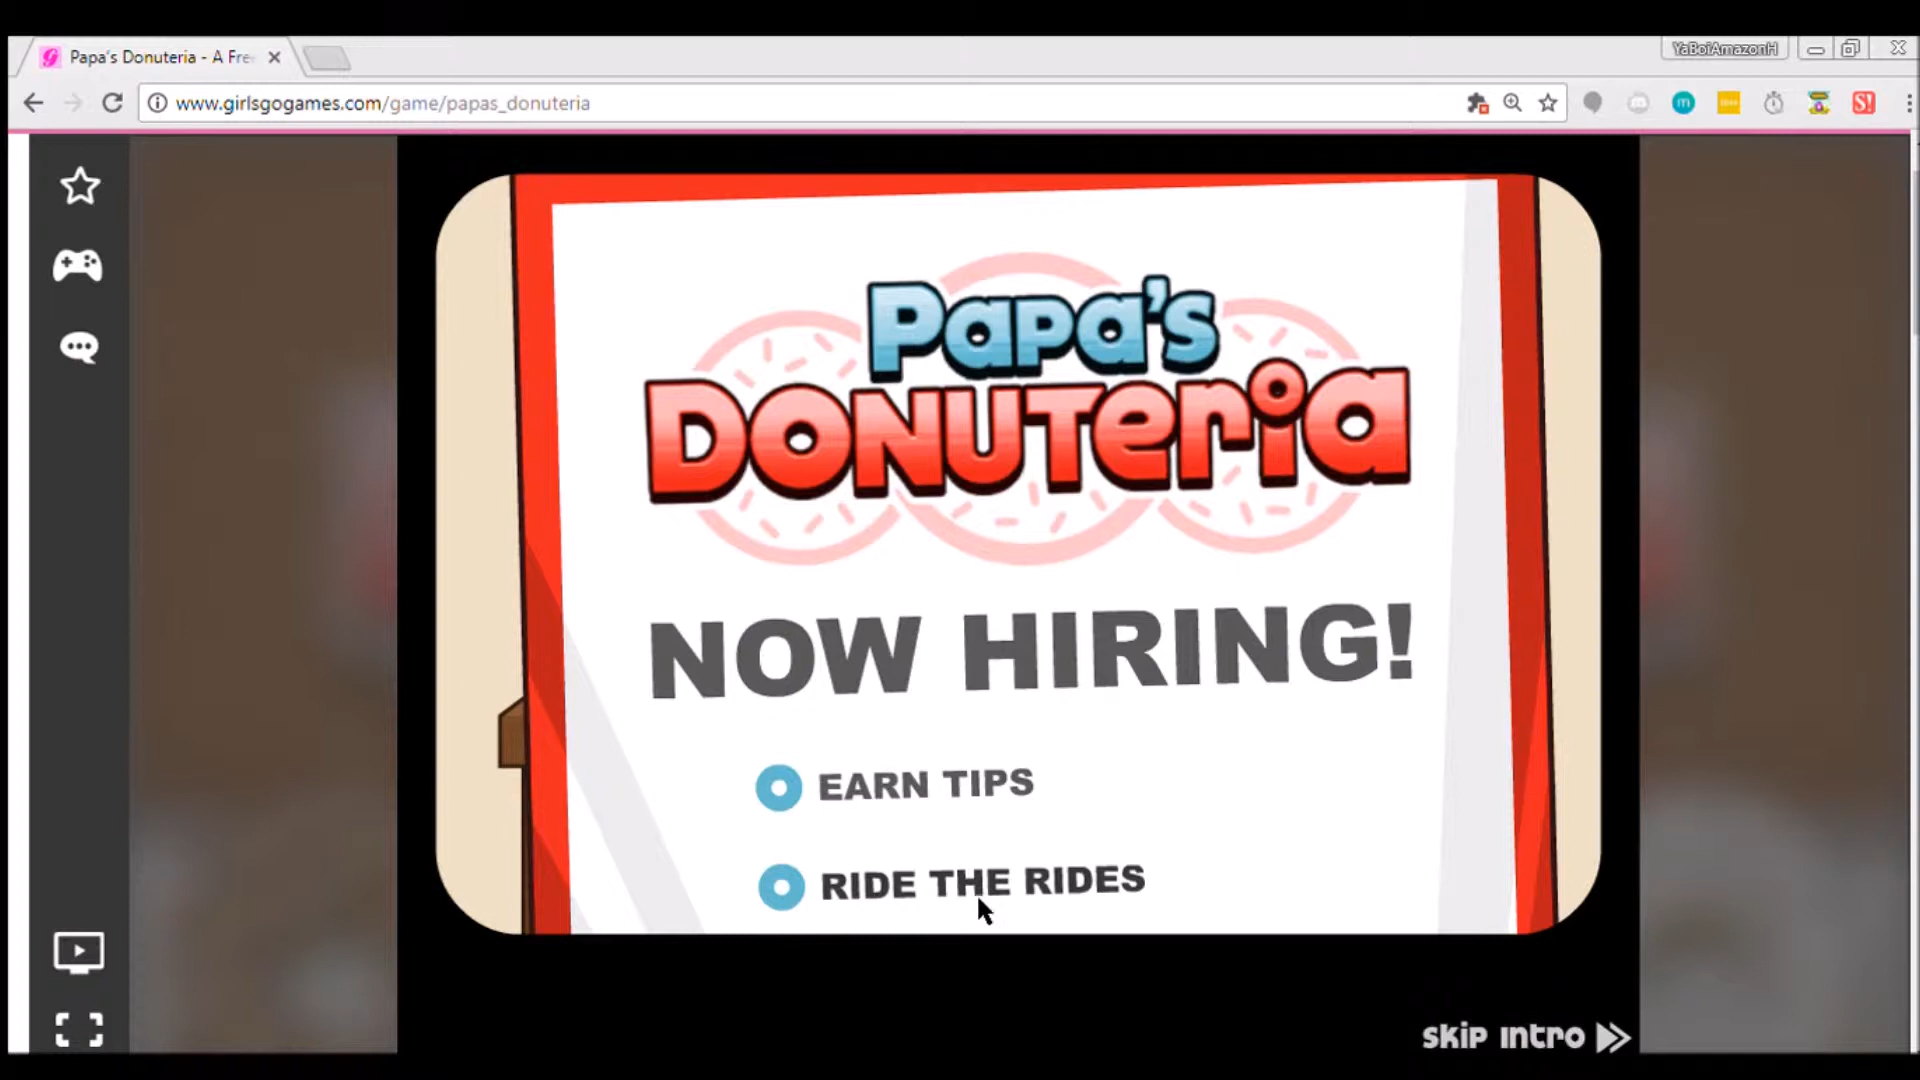 Papa's Donuteria - A Fre
YaBoiAmazonH
www.girlsgogames.com/game/papas_donuteria
Papa's
DONUTeria
NOW HIRING!
EARN TIPS
RIDE THE RIDES
skip intro